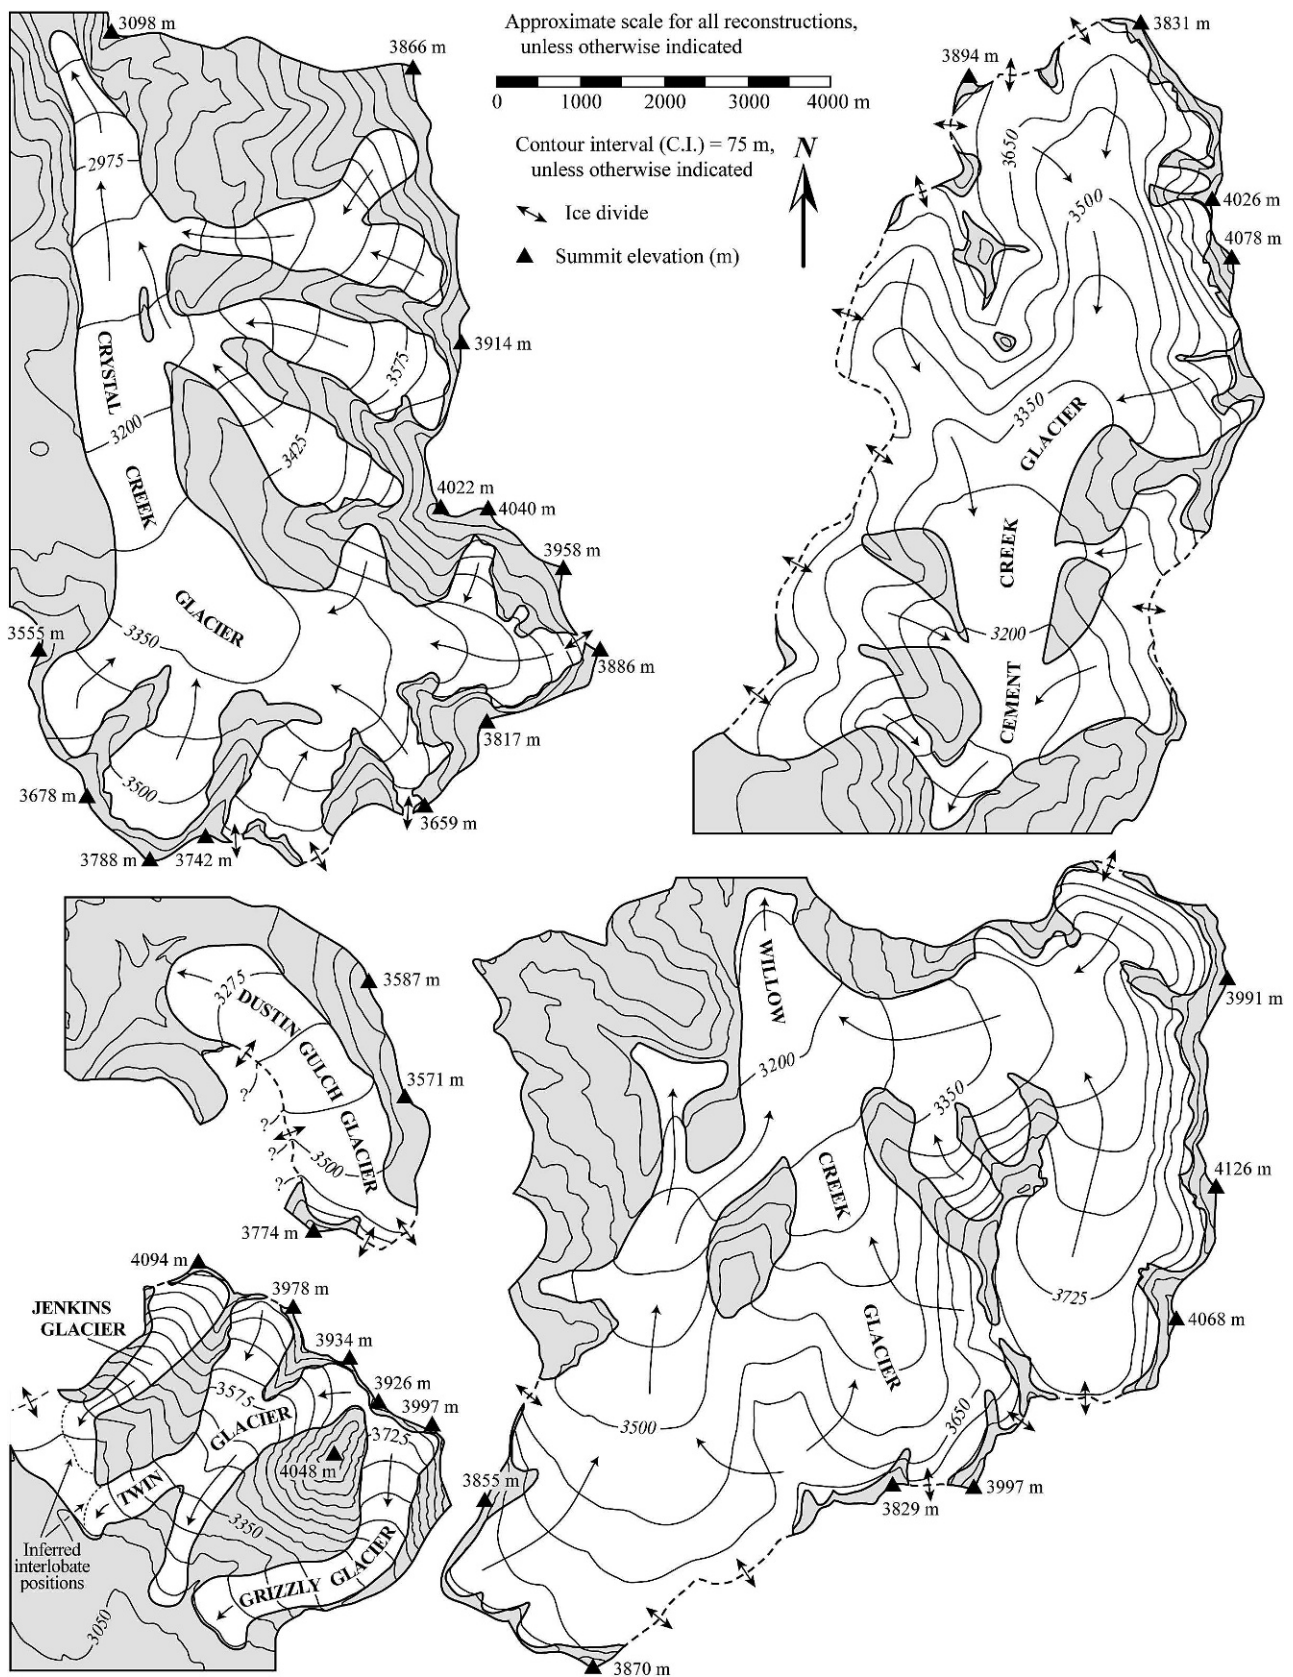 Approximate scale for all reconstructions,
unless otherwise indicated
0 1000 2000 3000 4000 m
Contour interval (C.I.) = 75 m,
unless otherwise indicated
N
Ice divide
Summit elevation (m)
3098 m
3866 m
2975
3914 m
3575
CRYSTAL
3200
3425
CREEK
4022 m
4040 m
3958 m
GLACIER
3350
3555 m
3886 m
3817 m
3500
3678 m
3659 m
3788 m
3742 m
3831 m
3894 m
3650
3500
4026 m
4078 m
3350
GLACIER
CREEK
3200
CEMENT
3587 m
3275
DUSTIN
GULCH
3571 m
GLACIER
?
?
?
?
3500
3774 m
WILLOW
3991 m
3200
3350
CREEK
4126 m
3725
4068 m
GLACIER
3500
3650
3855 m
3829 m
3997 m
3870 m
4094 m
3978 m
JENKINS
GLACIER
3934 m
3926 m
3997 m
3575
GLACIER
3725
4048 m
TWIN
3350
Inferred
interlobate
positions
GRIZZLY GLACIER
3050